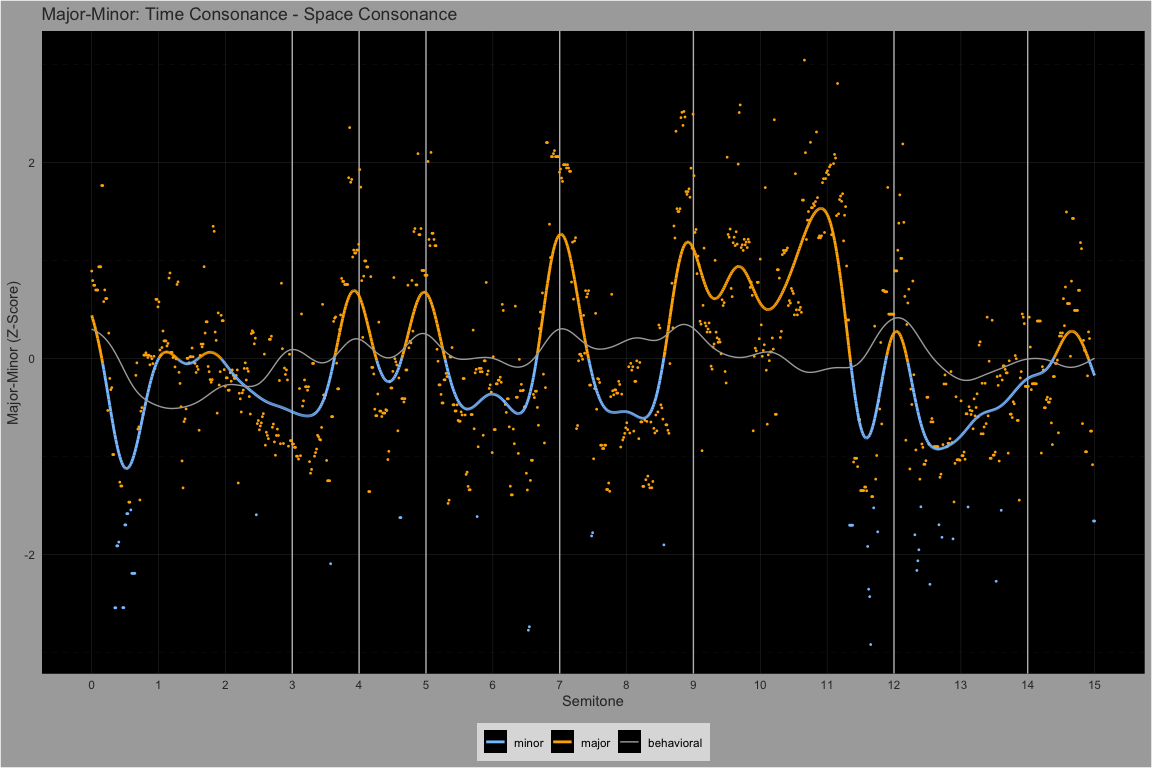 Major-Minor: Time Consonance - Space Consonance
Major-Minor (Z-Score)
2
0
-2
0 1 2 3 4 5 6 7 8 9 10 11 12 13 14 15
Semitone
minor major behavioral